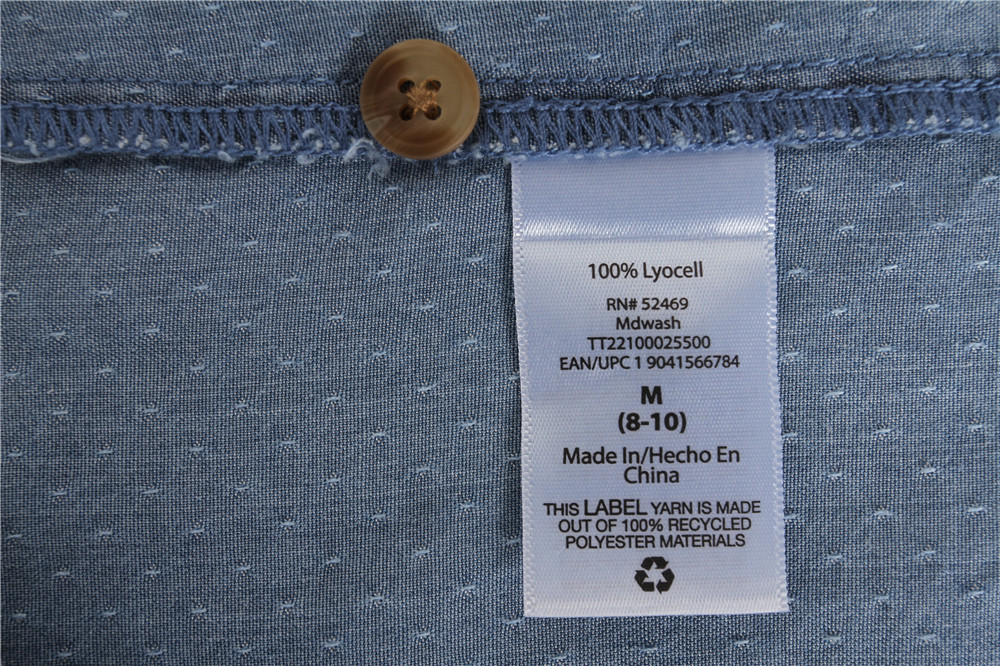 100% Lyocell
RN# 52469
Mdwash
TT22100025500
EAN/UPC 1 9041566784
M
(8-10)
Made In/Hecho En
China
THIS LABEL YARN IS MADE
OUT OF 100% RECYCLED
POLYESTER MATERIALS